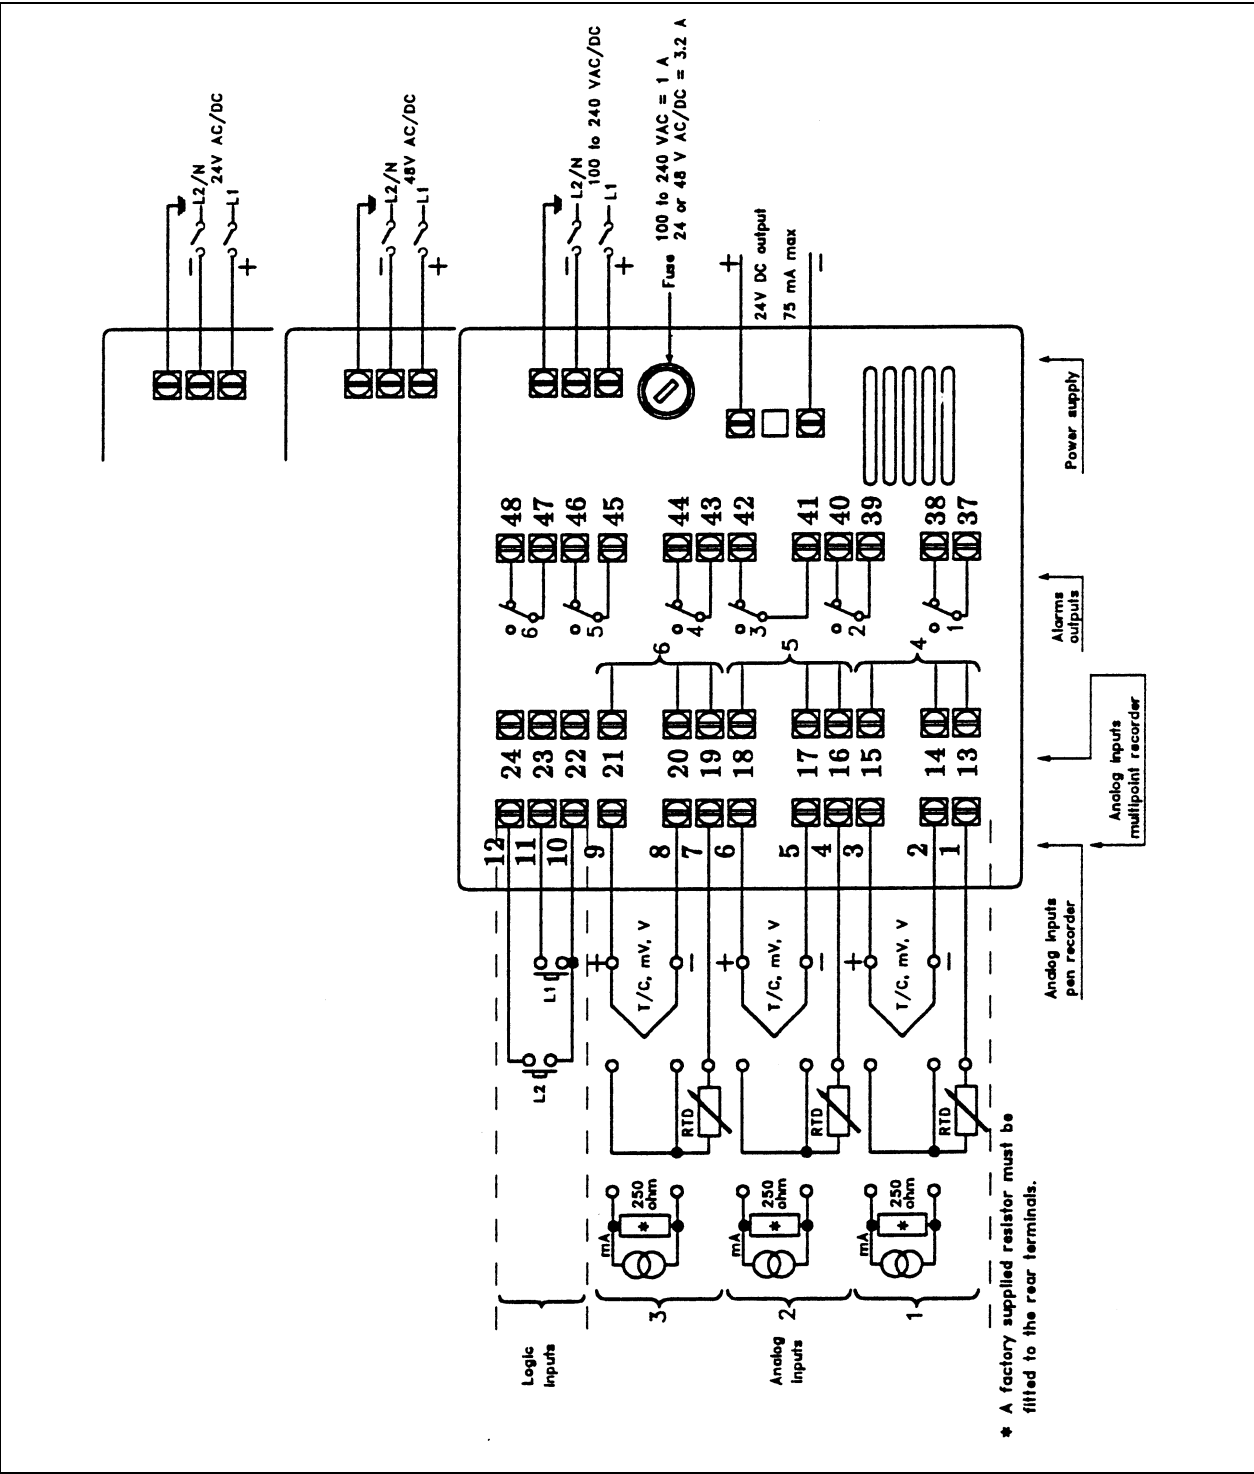 L2/N
24V AC/DC
L1
−
+
L2/N
48V AC/DC
L1
−
+
L2/N
100 to 240 VAC/DC
L1
−
+
Fuse
100 to 240 VAC = 1 A
24 or 48 V AC/DC = 3.2 A
+
24V DC output
75 mA max
−
Power supply
48
47
46
45
44
43
42
41
40
39
38
37
6
5
4
3
2
1
Alarms
outputs
6
5
4
24
23
22
21
20
19
18
17
16
15
14
13
Analog inputs
multipoint recorder
12
11
10
9
8
7
6
5
4
3
2
1
Analog inputs
pen recorder
L1
L2
+
T/C, mV, V
−
+
T/C, mV, V
−
+
T/C, mV, V
−
RTD
RTD
RTD
mA
*
250
ohm
mA
*
250
ohm
mA
*
250
ohm
3
2
1
Logic
inputs
Analog
inputs
* A factory supplied resistor must be
fitted to the rear terminals.